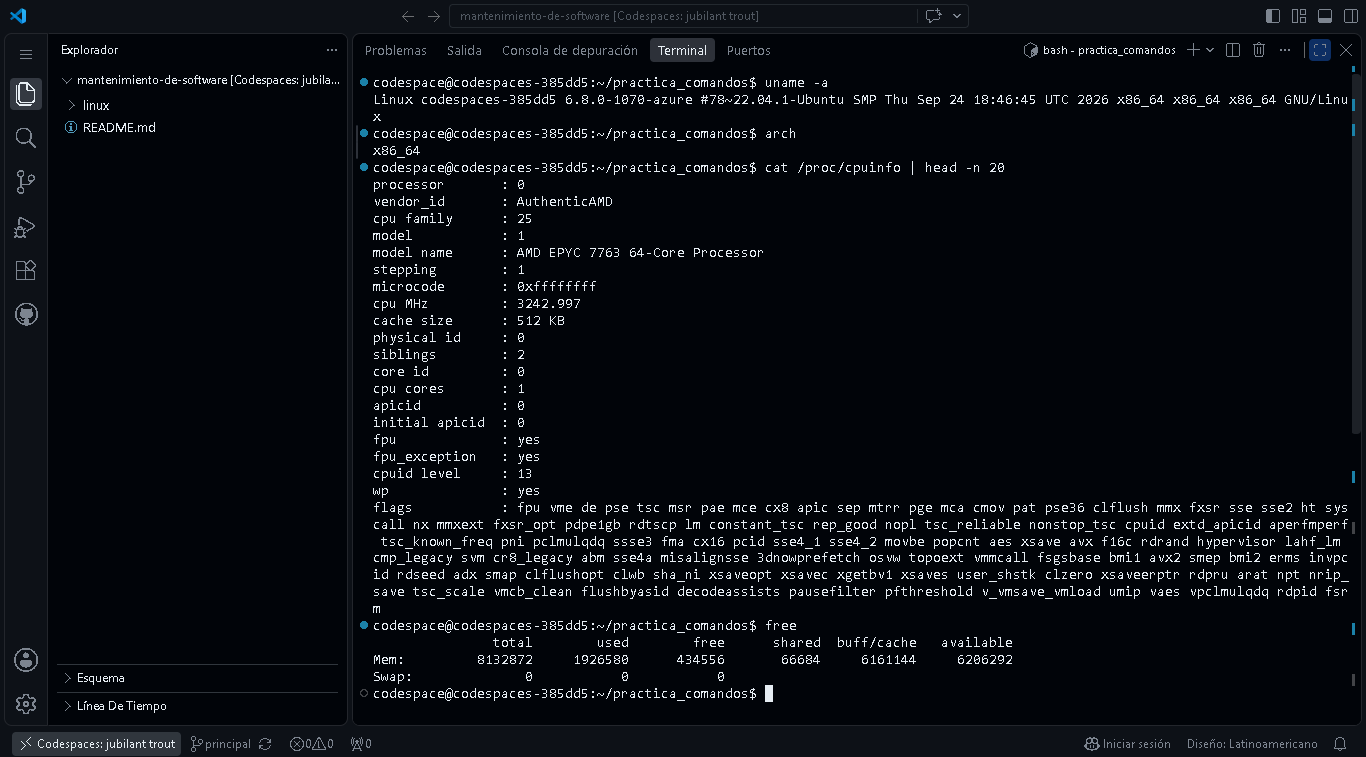 mantenimiento-de-software [Codespaces: jubilant trout]
Explorador
mantenimiento-de-software [Codespaces: jubila...
linux
README.md
Esquema
Línea De Tiempo
Problemas Salida Consola de depuración Terminal Puertos
bash - practica_comandos
codespace@codespaces-385dd5:~/practica_comandos$ uname -a
Linux codespaces-385dd5 6.8.0-1070-azure #78~22.04.1-Ubuntu SMP Thu Sep 24 18:46:45 UTC 2026 x86_64 x86_64 x86_64 GNU/Linu
x
codespace@codespaces-385dd5:~/practica_comandos$ arch
x86_64
codespace@codespaces-385dd5:~/practica_comandos$ cat /proc/cpuinfo | head -n 20
processor : 0
vendor_id : AuthenticAMD
cpu family : 25
model : 1
model name : AMD EPYC 7763 64-Core Processor
stepping : 1
microcode : 0xffffffff
cpu MHz : 3242.997
cache size : 512 KB
physical id : 0
siblings : 2
core id : 0
cpu cores : 1
apicid : 0
initial apicid : 0
fpu : yes
fpu_exception : yes
cpuid level : 13
wp : yes
flags : fpu vme de pse tsc msr pae mce cx8 apic sep mtrr pge mca cmov pat pse36 clflush mmx fxsr sse sse2 ht sys
call nx mmxext fxsr_opt pdpe1gb rdtscp lm constant_tsc rep_good nopl tsc_reliable nonstop_tsc cpuid extd_apicid aperfmperf
tsc_known_freq pni pclmulqdq ssse3 fma cx16 pcid sse4_1 sse4_2 movbe popcnt aes xsave avx f16c rdrand hypervisor lahf_lm
cmp_legacy svm cr8_legacy abm sse4a misalignsse 3dnowprefetch osvw topoext vmmcall fsgsbase bmi1 avx2 smep bmi2 erms invpc
id rdseed adx smap clflushopt clwb sha_ni xsaveopt xsavec xgetbv1 xsaves user_shstk clzero xsaveerptr rdpru arat npt nrip_
save tsc_scale vmcb_clean flushbyasid decodeassists pausefilter pfthreshold v_vmsave_vmload umip vaes vpclmulqdq rdpid fsr
m
codespace@codespaces-385dd5:~/practica_comandos$ free
total used free shared buff/cache available
Mem: 8132872 1926580 434556 66684 6161144 6206292
Swap: 0 0 0
codespace@codespaces-385dd5:~/practica_comandos$
Codespaces: jubilant trout principal 0 0 0 Iniciar sesión Diseño: Latinoamericano